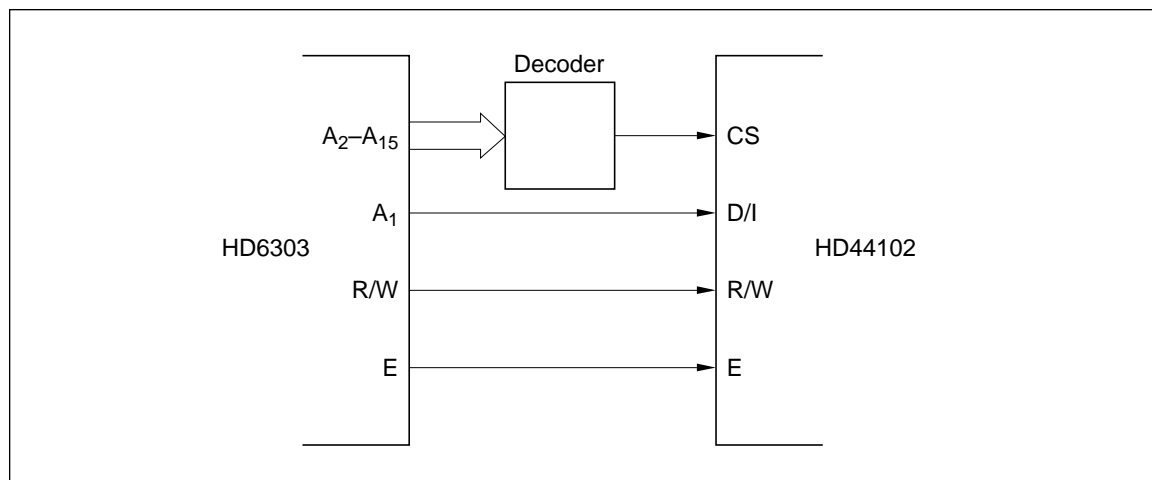 Decoder
A2–A15
CS
A1
D/I
HD6303
HD44102
R/W
R/W
E
E